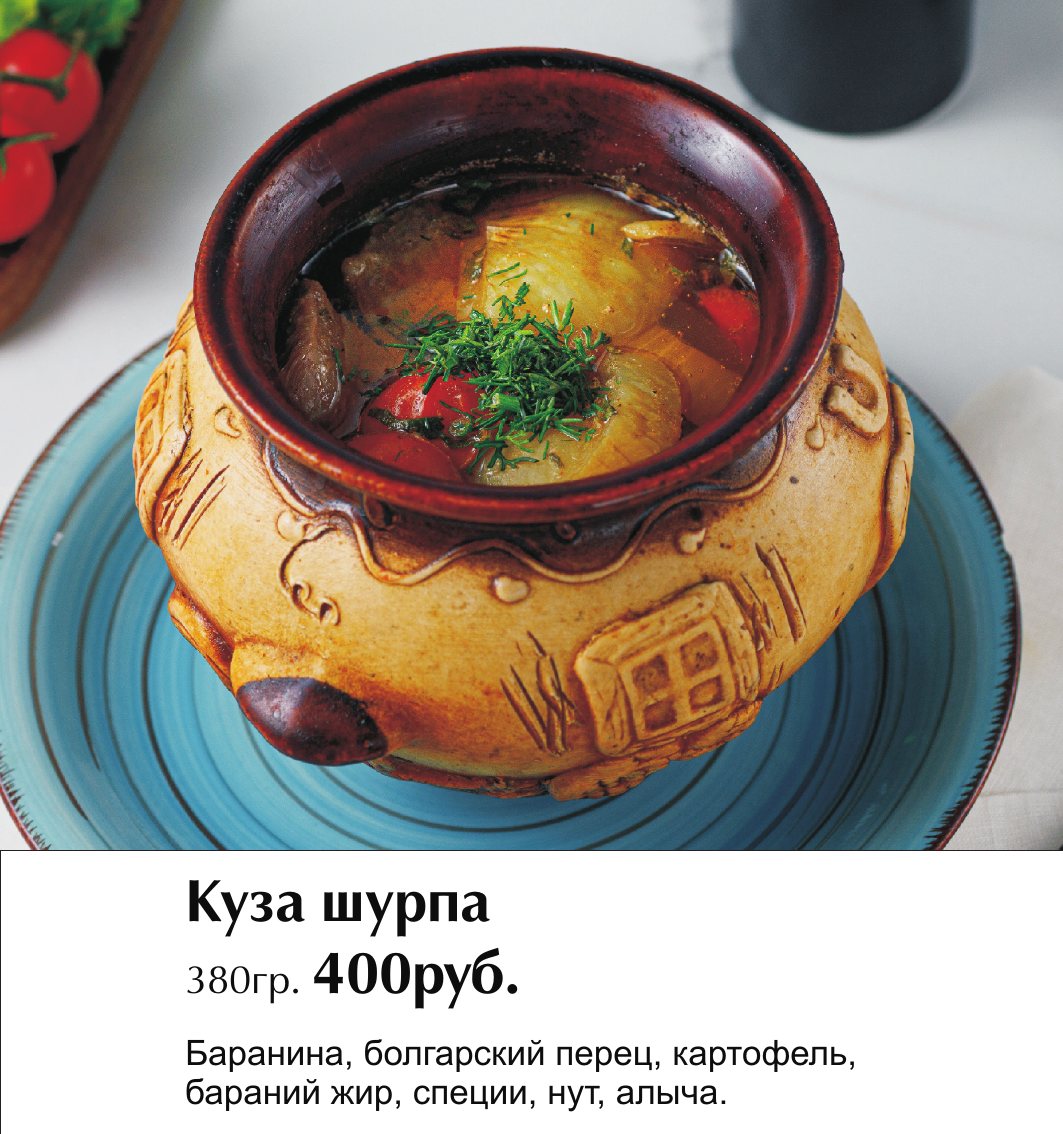 Куза шурпа
380гр. 400руб.
Баранина, болгарский перец, картофель,
бараний жир, специи, нут, алыча.